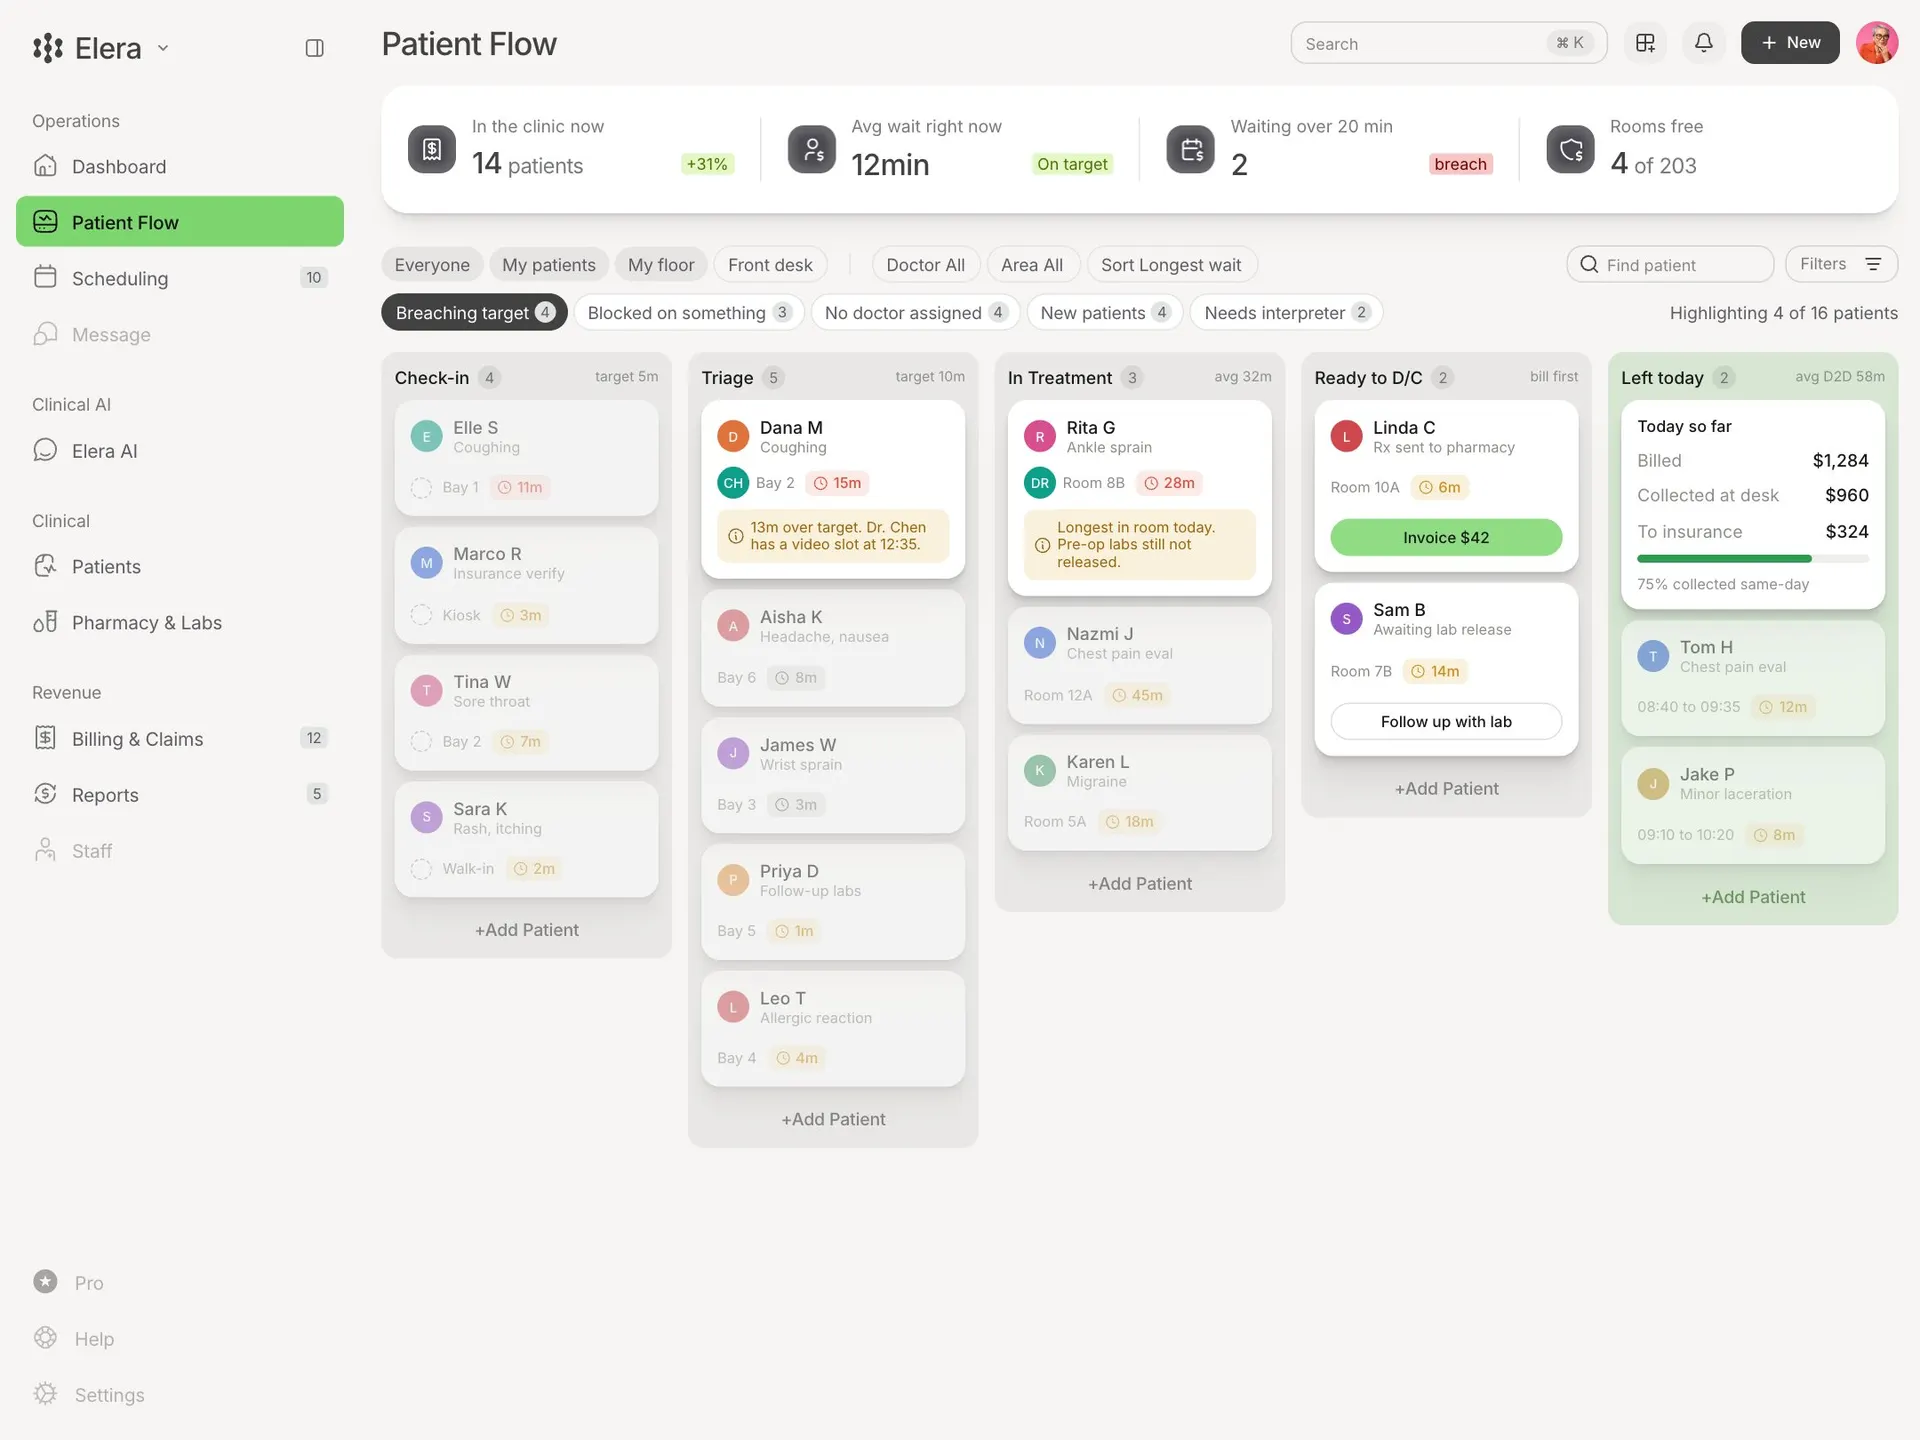 Elera
Operations
Dashboard
Patient Flow
Scheduling 10
Message
Clinical AI
Elera AI
Clinical
Patients
Pharmacy & Labs
Revenue
Billing & Claims 12
Reports 5
Staff
Pro
Help
Settings
Patient Flow
Search ⌘ K
+ New
In the clinic now
14 patients +31%
Avg wait right now
12min On target
Waiting over 20 min
2 breach
Rooms free
4 of 203
Everyone My patients My floor Front desk Doctor All Area All Sort Longest wait Find patient Filters
Breaching target 4 Blocked on something 3 No doctor assigned 4 New patients 4 Needs interpreter 2 Highlighting 4 of 16 patients
Check-in 4 target 5m
E Elle S
Coughing
Bay 1 11m
M Marco R
Insurance verify
Kiosk 3m
T Tina W
Sore throat
Bay 2 7m
S Sara K
Rash, itching
Walk-in 2m
+Add Patient
Triage 5 target 10m
D Dana M
Coughing
CH Bay 2 15m
13m over target. Dr. Chen
has a video slot at 12:35.
A Aisha K
Headache, nausea
Bay 6 8m
J James W
Wrist sprain
Bay 3 3m
P Priya D
Follow-up labs
Bay 5 1m
L Leo T
Allergic reaction
Bay 4 4m
+Add Patient
In Treatment 3 avg 32m
R Rita G
Ankle sprain
DR Room 8B 28m
Longest in room today.
Pre-op labs still not
released.
N Nazmi J
Chest pain eval
Room 12A 45m
K Karen L
Migraine
Room 5A 18m
+Add Patient
Ready to D/C 2 bill first
L Linda C
Rx sent to pharmacy
Room 10A 6m
Invoice $42
S Sam B
Awaiting lab release
Room 7B 14m
Follow up with lab
+Add Patient
Left today 2 avg D2D 58m
Today so far
Billed $1,284
Collected at desk $960
To insurance $324
75% collected same-day
T Tom H
Chest pain eval
08:40 to 09:35 12m
J Jake P
Minor laceration
09:10 to 10:20 8m
+Add Patient